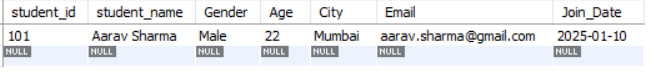 student_id student_name Gender Age City Email Join_Date
101 Aarav Sharma Male 22 Mumbai aarav.sharma@gmail.com 2025-01-10
NULL NULL NULL NULL NULL NULL NULL